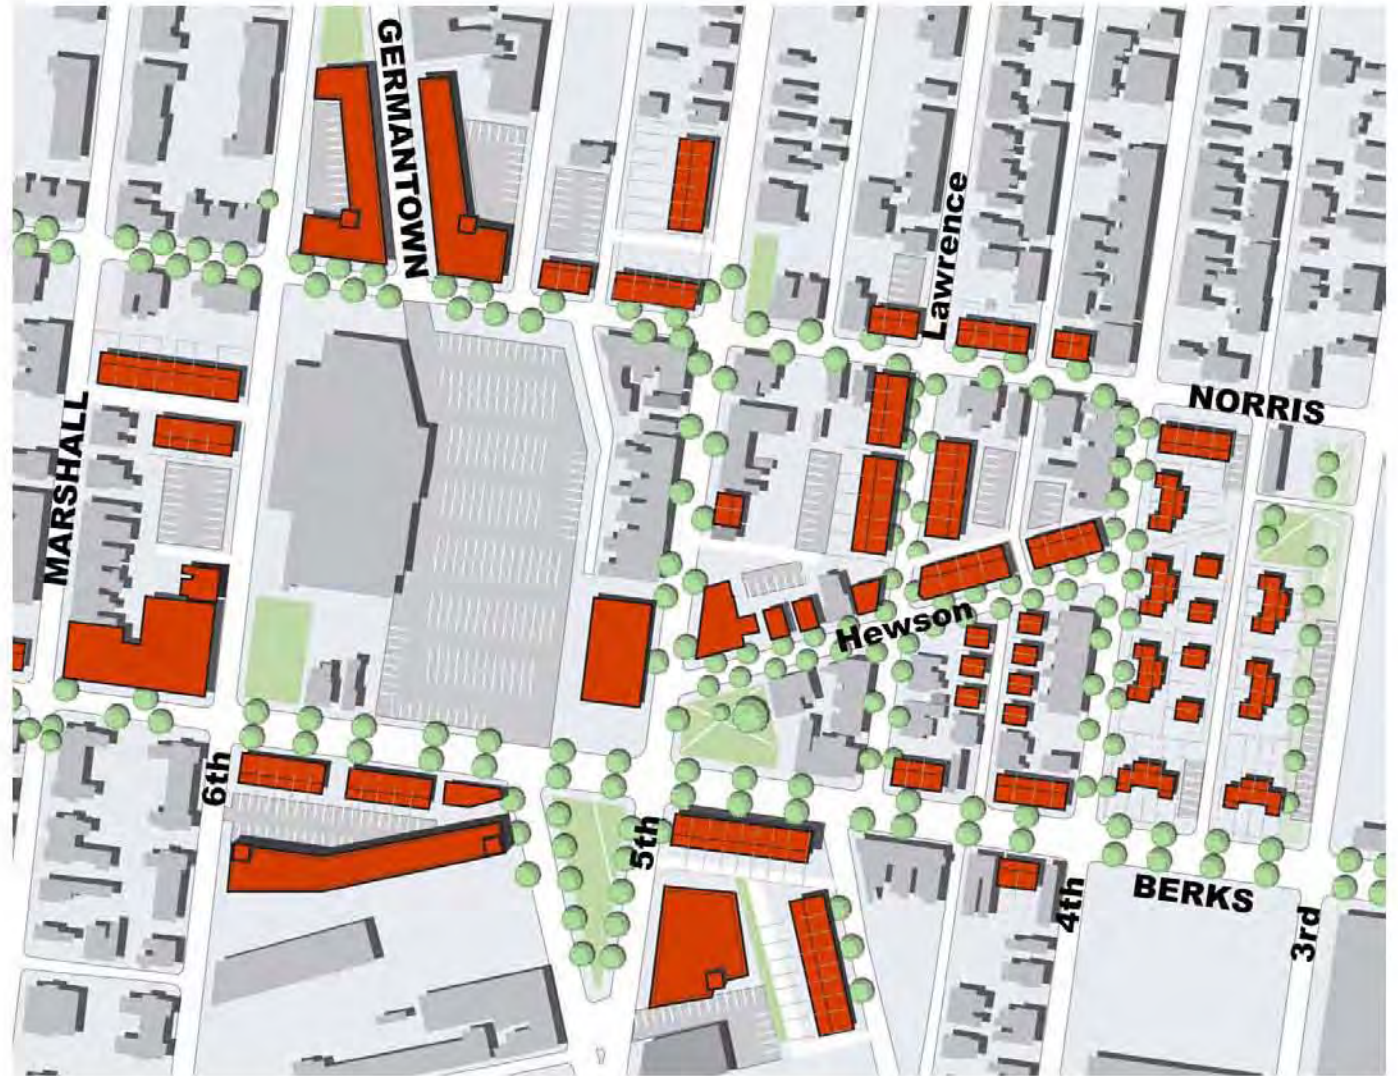 GERMANTOWN
Lawrence
NORRIS
MARSHALL
Hewson
6th
5th
4th
BERKS
3rd